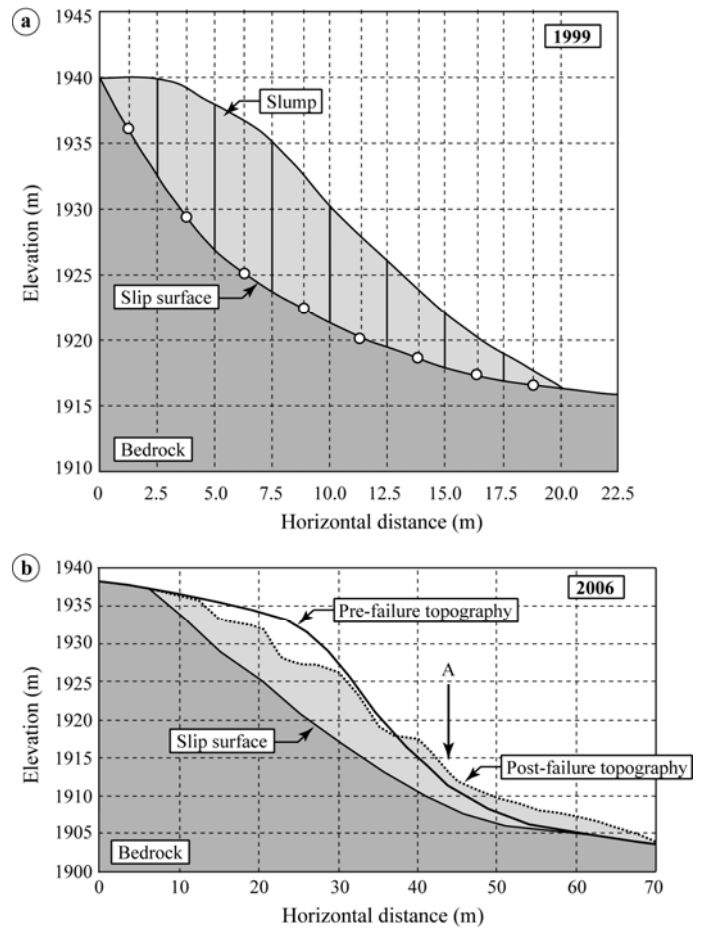 a
1999
1945
1940
1935
1930
1925
1920
1915
1910
Elevation (m)
Slump
Slip surface
Bedrock
0 2.5 5.0 7.5 10.0 12.5 15.0 17.5 20.0 22.5
Horizontal distance (m)
b
2006
1940
1935
1930
1925
1920
1915
1910
1905
1900
Elevation (m)
Pre-failure topography
A
Slip surface
Post-failure topography
Bedrock
0 10 20 30 40 50 60 70
Horizontal distance (m)